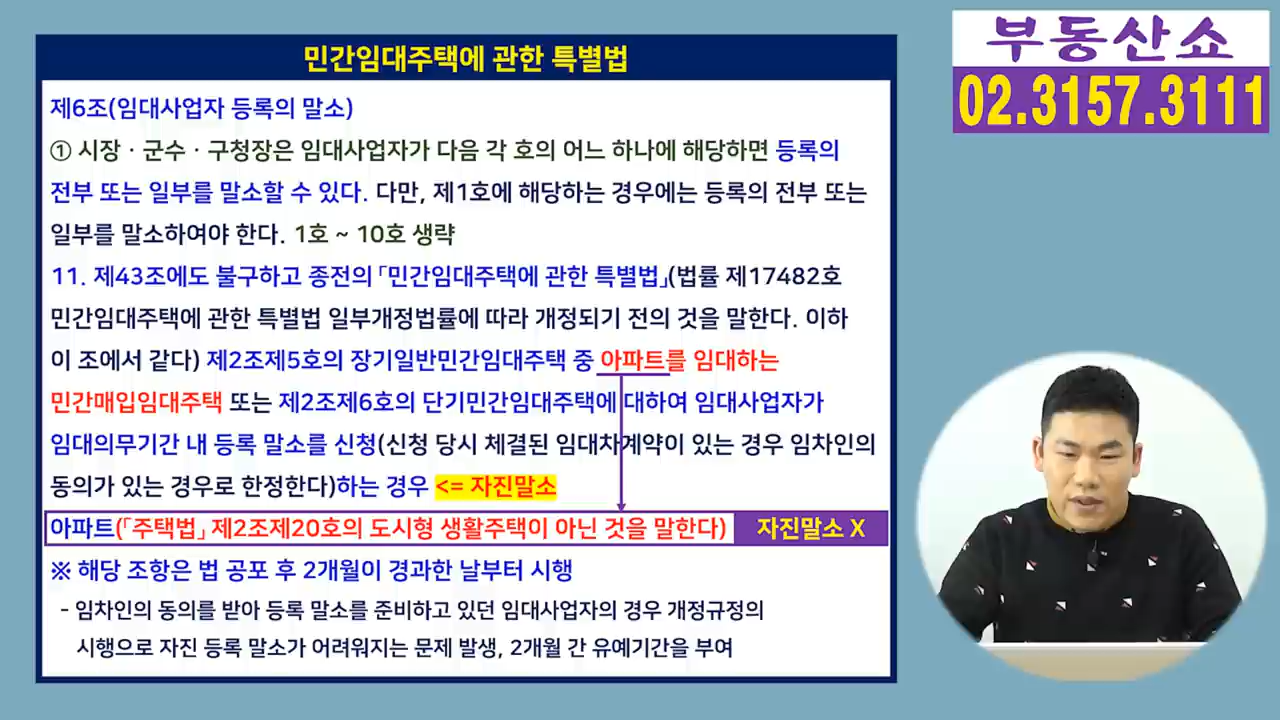 부동산쇼
02.3157.3111
민간임대주택에 관한 특별법
제6조(임대사업자 등록의 말소)
① 시장ㆍ군수ㆍ구청장은 임대사업자가 다음 각 호의 어느 하나에 해당하면 등록의
전부 또는 일부를 말소할 수 있다. 다만, 제1호에 해당하는 경우에는 등록의 전부 또는
일부를 말소하여야 한다. 1호 ~ 10호 생략
11. 제43조에도 불구하고 종전의 「민간임대주택에 관한 특별법」(법률 제17482호
민간임대주택에 관한 특별법 일부개정법률에 따라 개정되기 전의 것을 말한다. 이하
이 조에서 같다) 제2조제5호의 장기일반민간임대주택 중 아파트를 임대하는
민간매입임대주택 또는 제2조제6호의 단기민간임대주택에 대하여 임대사업자가
임대의무기간 내 등록 말소를 신청(신청 당시 체결된 임대차계약이 있는 경우 임차인의
동의가 있는 경우로 한정한다)하는 경우 <= 자진말소
아파트(「주택법」 제2조제20호의 도시형 생활주택이 아닌 것을 말한다) 자진말소 X
※ 해당 조항은 법 공포 후 2개월이 경과한 날부터 시행
- 임차인의 동의를 받아 등록 말소를 준비하고 있던 임대사업자의 경우 개정규정의
시행으로 자진 등록 말소가 어려워지는 문제 발생, 2개월 간 유예기간을 부여